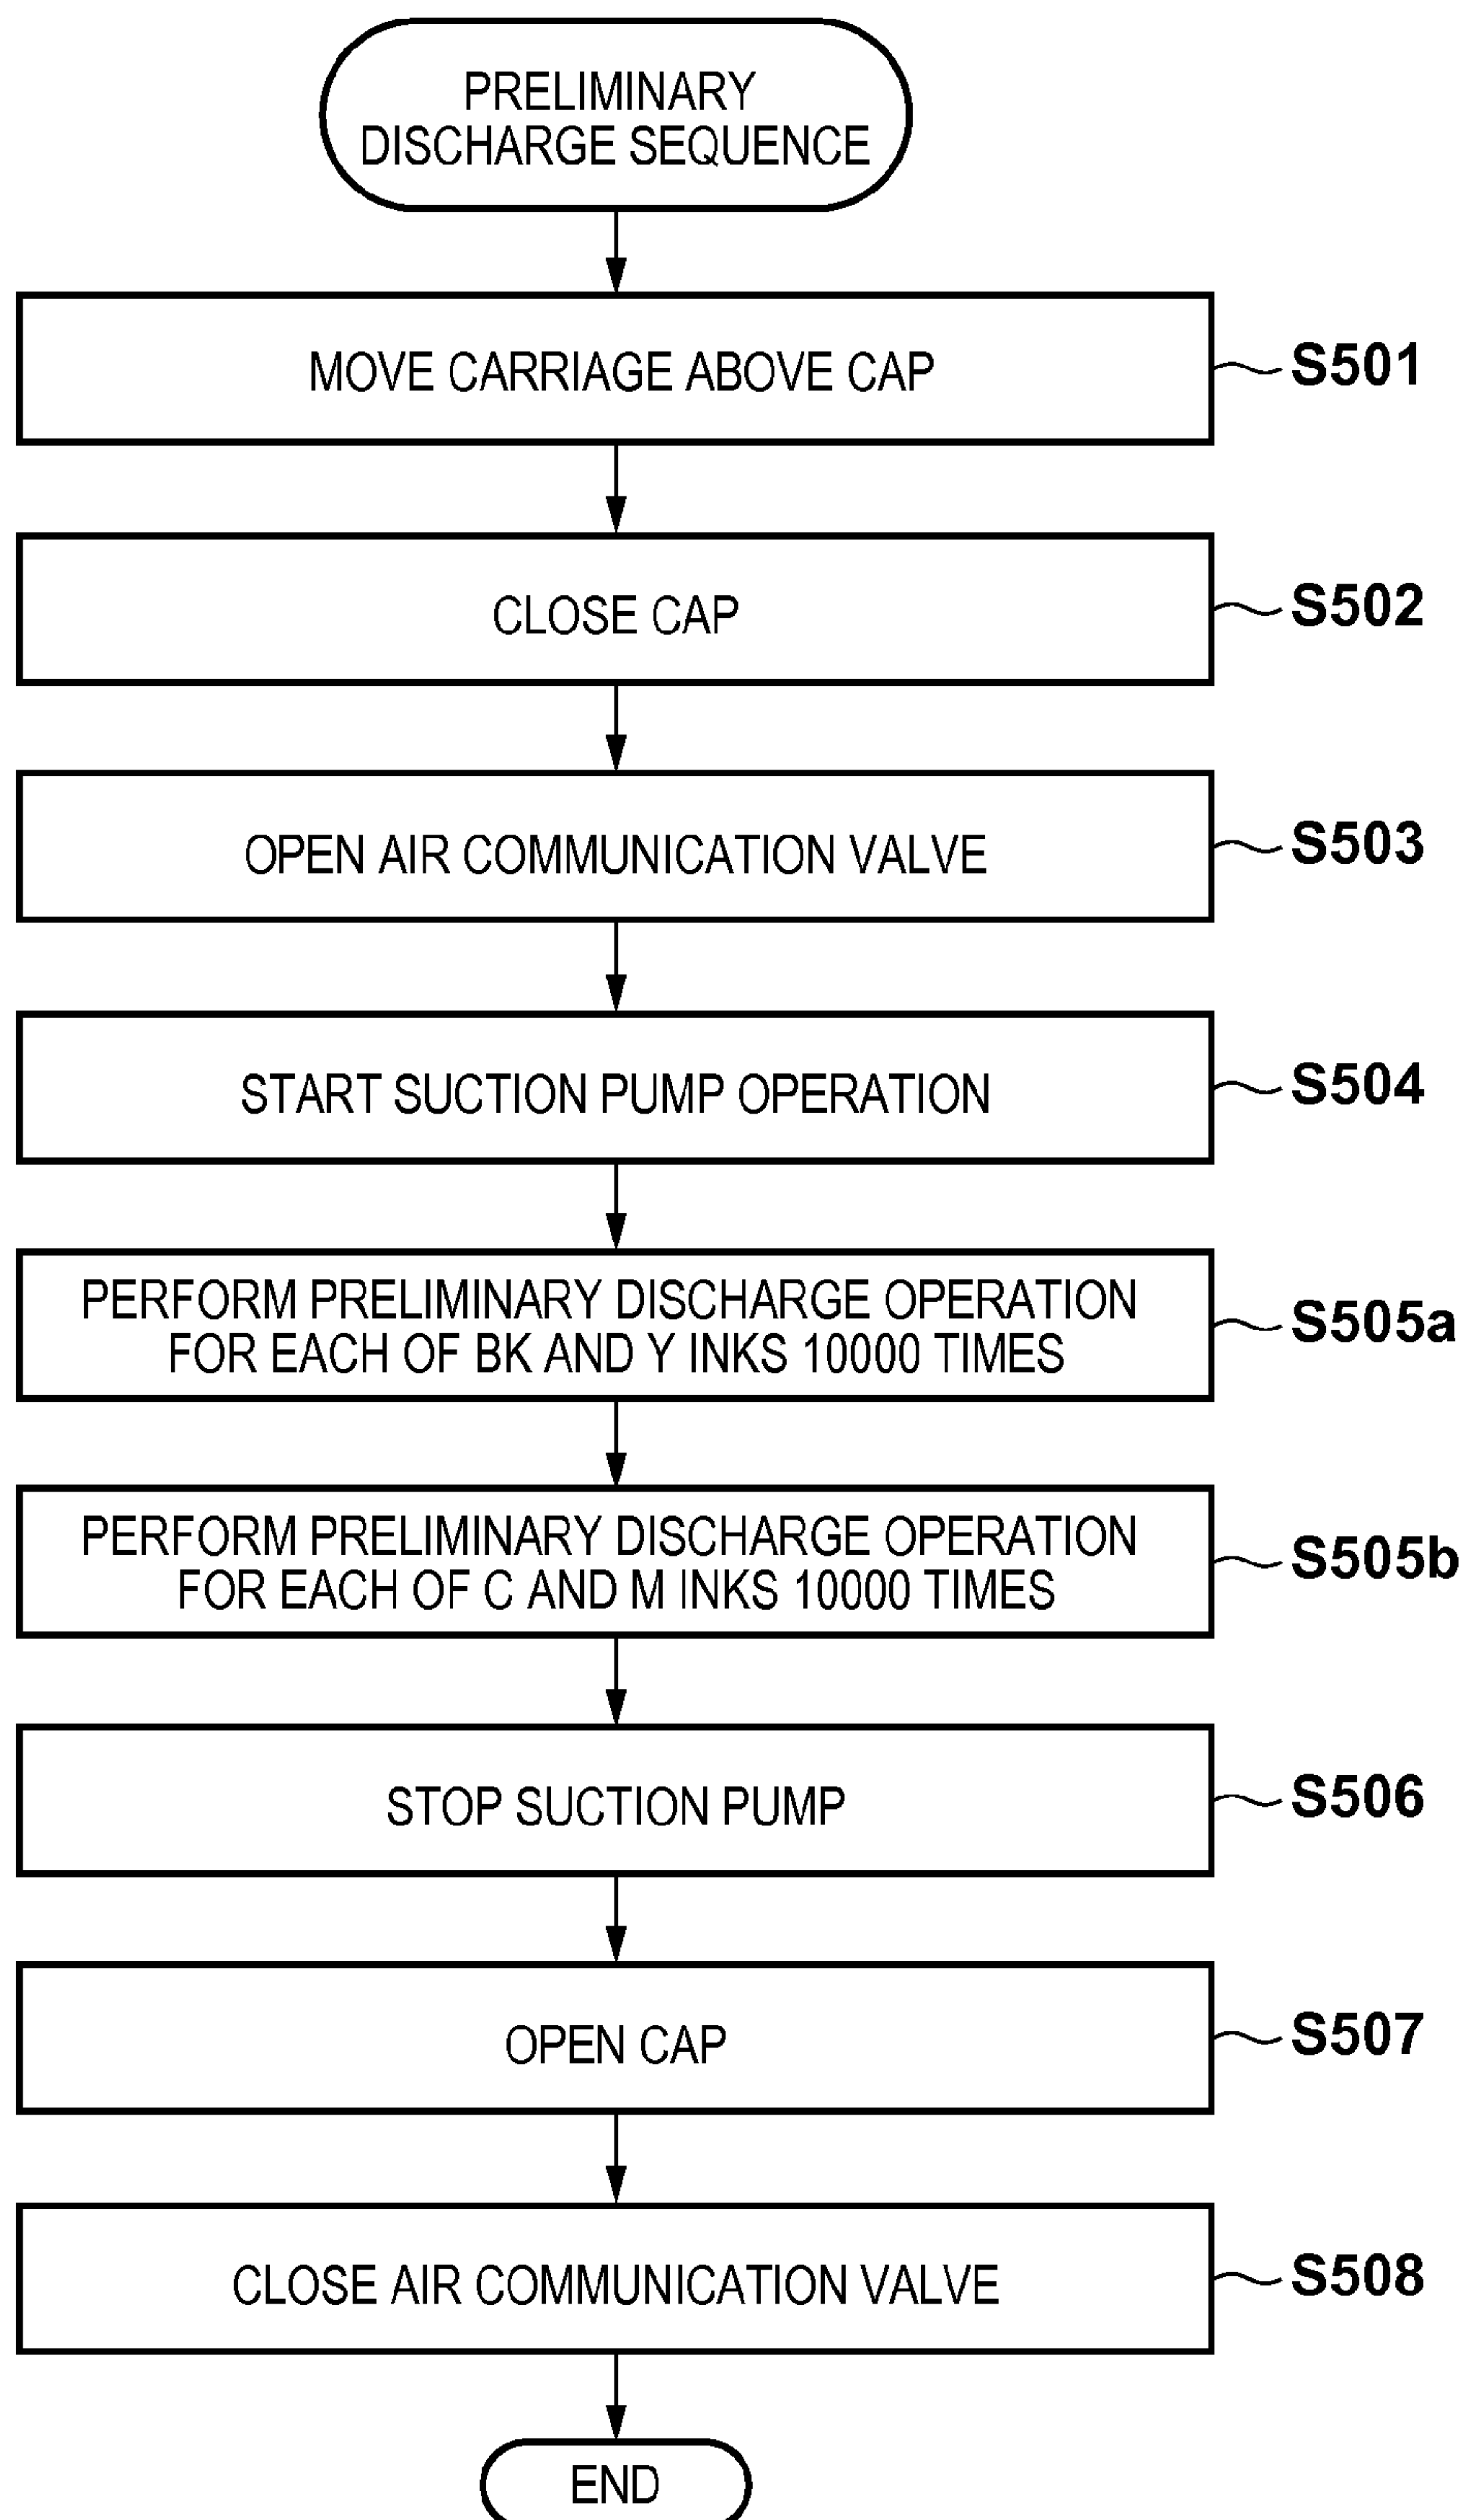 PRELIMINARY
DISCHARGE SEQUENCE
MOVE CARRIAGE ABOVE CAP
S501
CLOSE CAP
S502
OPEN AIR COMMUNICATION VALVE
S503
START SUCTION PUMP OPERATION
S504
PERFORM PRELIMINARY DISCHARGE OPERATION
FOR EACH OF BK AND Y INKS 10000 TIMES
S505a
PERFORM PRELIMINARY DISCHARGE OPERATION
FOR EACH OF C AND M INKS 10000 TIMES
S505b
STOP SUCTION PUMP
S506
OPEN CAP
S507
CLOSE AIR COMMUNICATION VALVE
S508
END